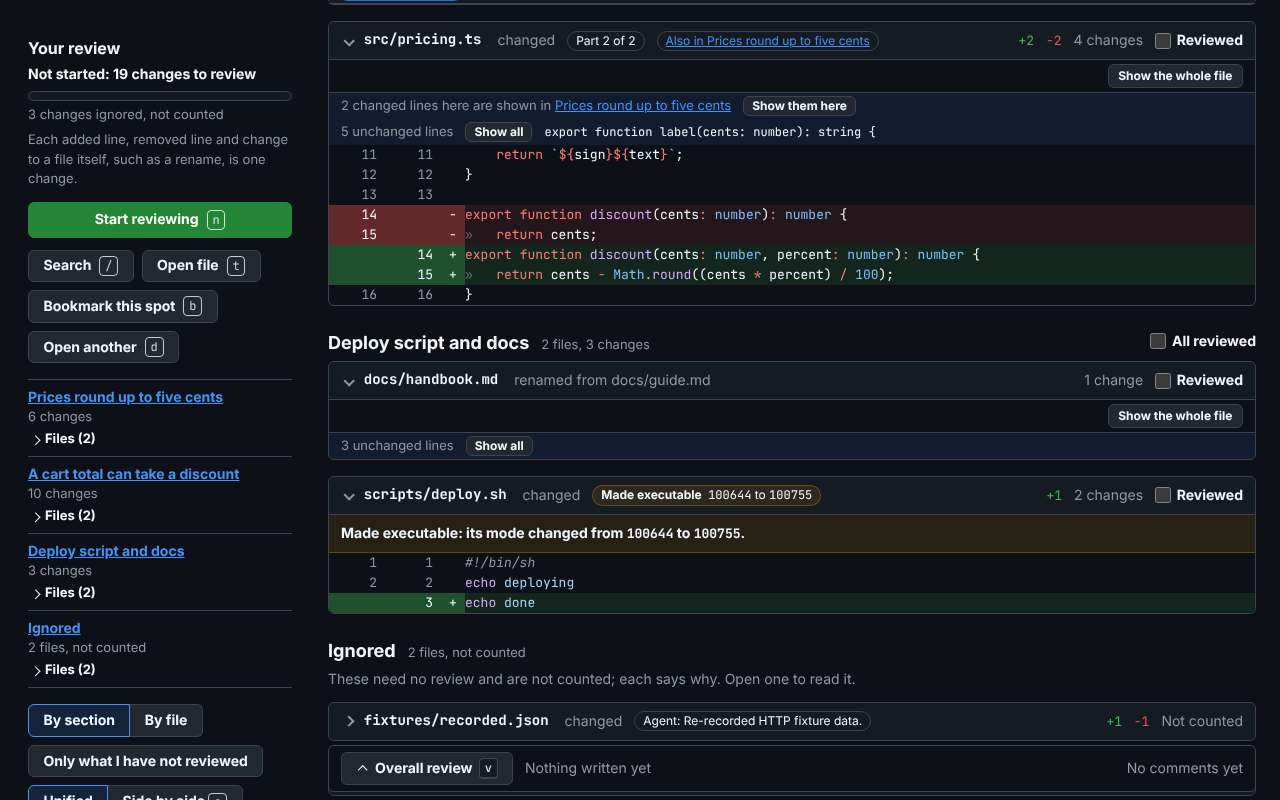 Your review
Not started: 19 changes to review
3 changes ignored, not counted
Each added line, removed line and change
to a file itself, such as a rename, is one
change.
Start reviewing n
Search / Open file t
Bookmark this spot b
Open another d
Prices round up to five cents
6 changes
Files (2)
A cart total can take a discount
10 changes
Files (2)
Deploy script and docs
3 changes
Files (2)
Ignored
2 files, not counted
Files (2)
By section By file
Only what I have not reviewed
Unified Side by side
src/pricing.ts changed Part 2 of 2 Also in Prices round up to five cents +2 -2 4 changes Reviewed
Show the whole file
2 changed lines here are shown in Prices round up to five cents Show them here
5 unchanged lines Show all export function label(cents: number): string {
11 11 return `${sign}${text}`;
12 12 }
13 13
14 - export function discount(cents: number): number {
15 - » return cents;
14 + export function discount(cents: number, percent: number): number {
15 + » return cents - Math.round((cents * percent) / 100);
16 16 }
Deploy script and docs 2 files, 3 changes All reviewed
docs/handbook.md renamed from docs/guide.md 1 change Reviewed
Show the whole file
3 unchanged lines Show all
scripts/deploy.sh changed Made executable 100644 to 100755 +1 2 changes Reviewed
Made executable: its mode changed from 100644 to 100755.
1 1 #!/bin/sh
2 2 echo deploying
3 + echo done
Ignored 2 files, not counted
These need no review and are not counted; each says why. Open one to read it.
fixtures/recorded.json changed Agent: Re-recorded HTTP fixture data. +1 -1 Not counted
Overall review v Nothing written yet No comments yet